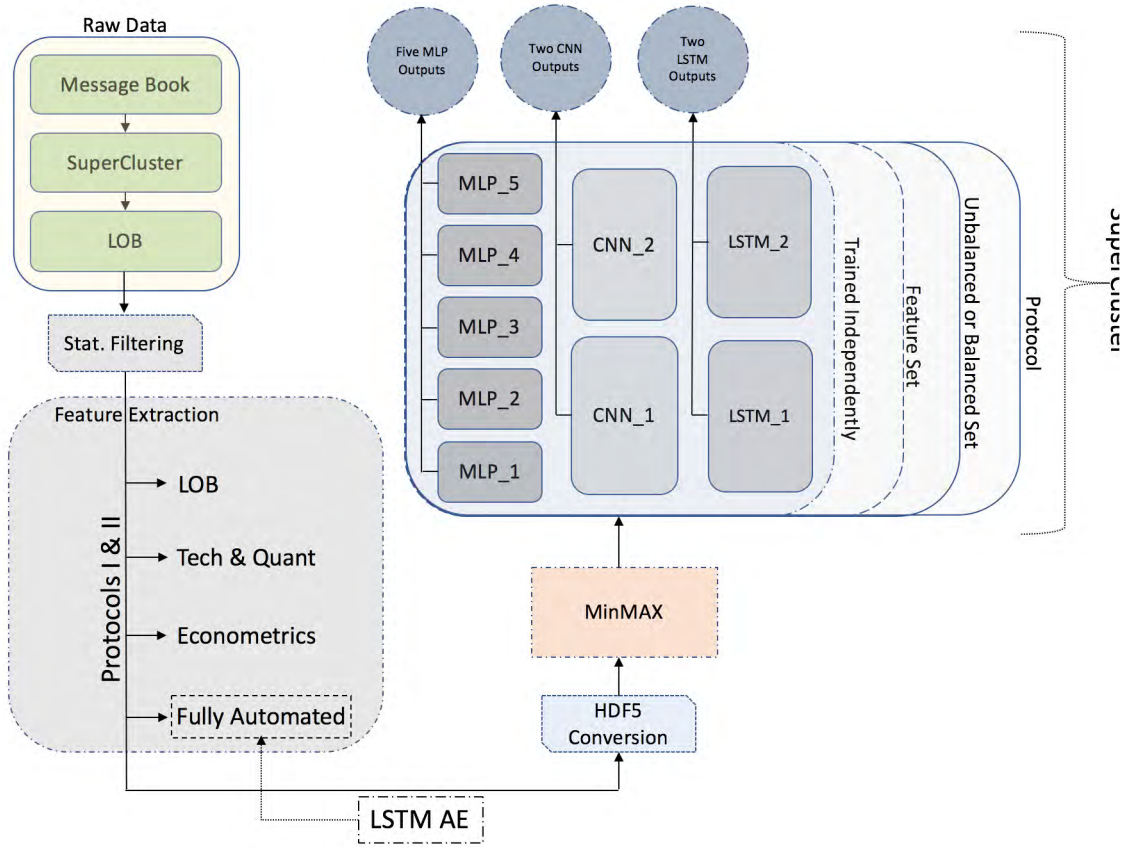 Raw Data
Message Book
SuperCluster
LOB
Stat. Filtering
Feature Extraction
Protocols I & II
LOB
Tech & Quant
Econometrics
Fully Automated
LSTM AE
HDF5
Conversion
MinMAX
Five MLP
Outputs
Two CNN
Outputs
Two
LSTM
Outputs
MLP_5
MLP_4
MLP_3
MLP_2
MLP_1
CNN_2
CNN_1
LSTM_2
LSTM_1
Trained Independently
Feature Set
Unbalanced or Balanced Set
Protocol
SuperCluster